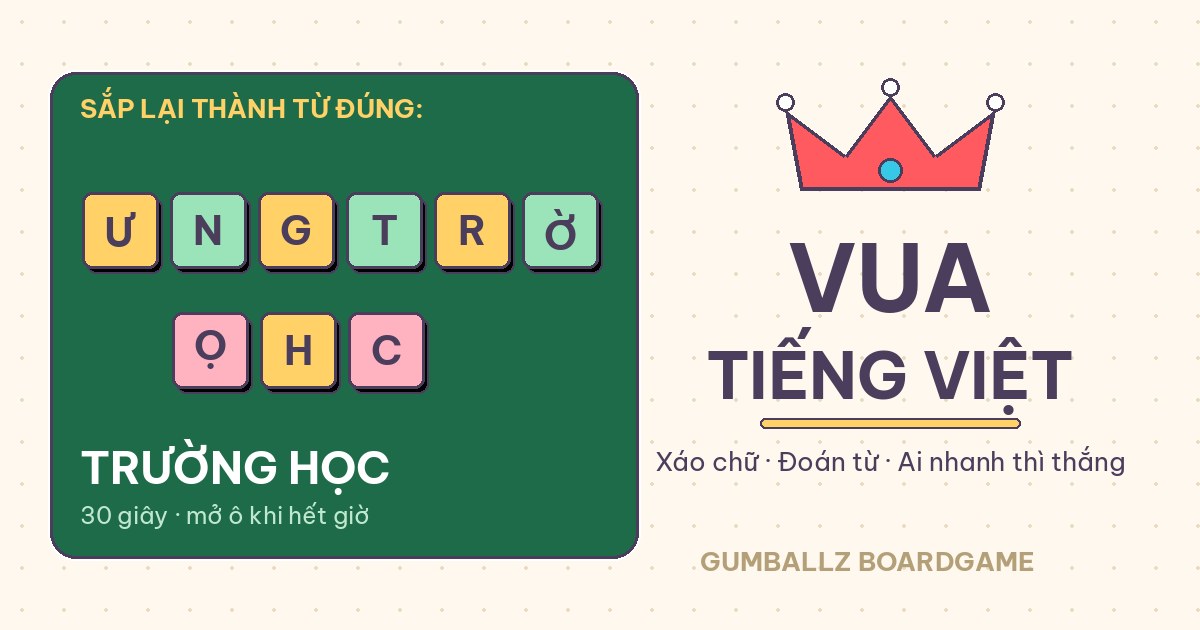 SẮP LẠI THÀNH TỪ ĐÚNG:
Ư N G T R Ờ
Ọ H C
TRƯỜNG HỌC
30 giây · mở ô khi hết giờ
VUA
TIẾNG VIỆT
Xáo chữ · Đoán từ · Ai nhanh thì thắng
GUMBALLZ BOARDGAME